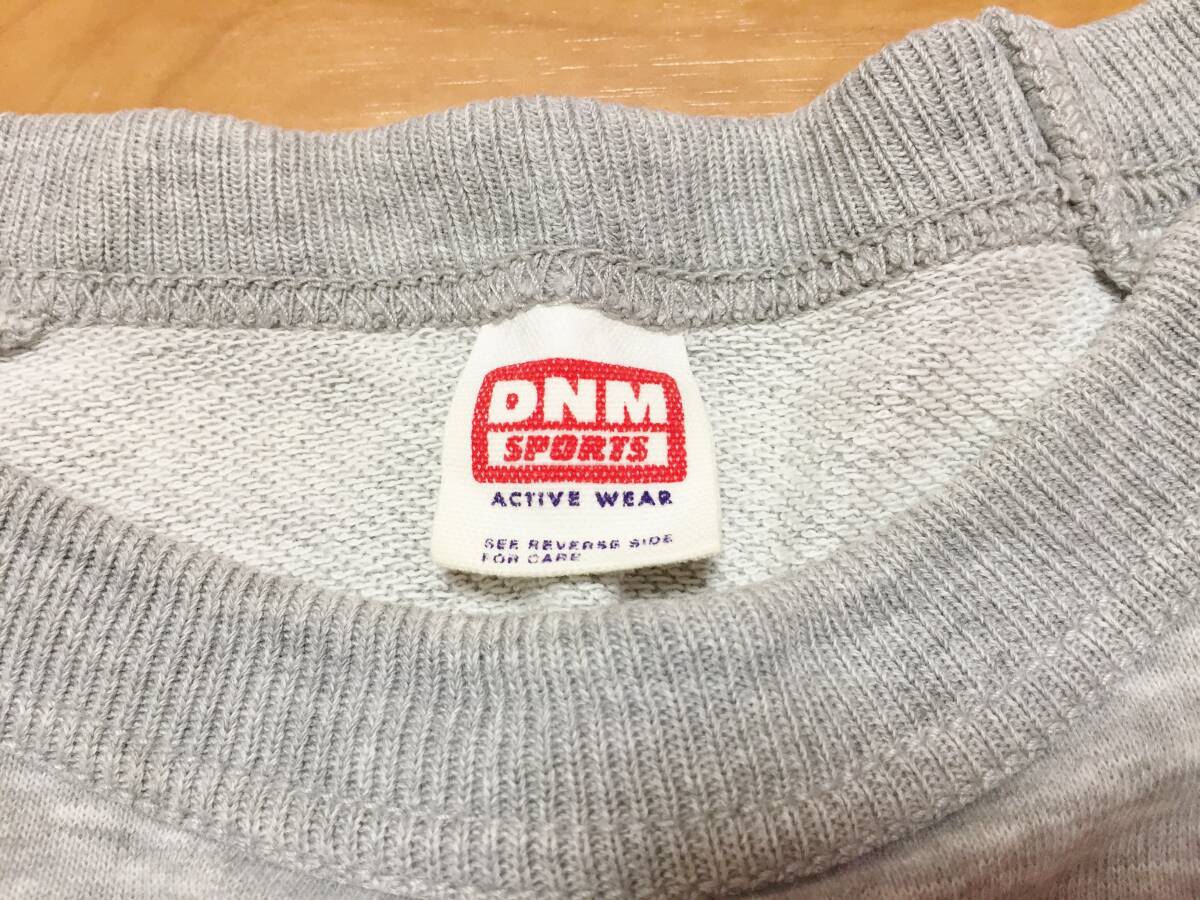 DNM
SPORTS
ACTIVE WEAR
SEE REVERSE SIDE
FOR CARE